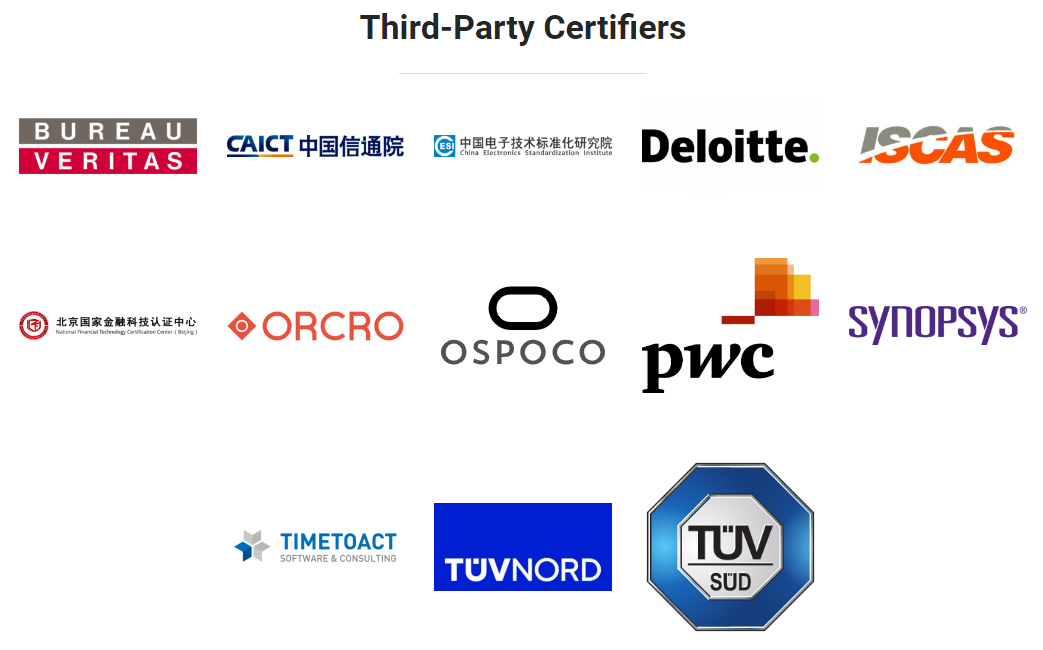 Third-Party Certifiers
BUREAU
VERITAS
CAICT 中国信通院
CESI 中国电子技术标准化研究院
China Electronics Standardization Institute
Deloitte.
ISCAS
北京国家金融科技认证中心
National Financial Technology Certification Center ( Beijing )
ORCRO
OSPOCO
pwc
SYNOPSYS®
TIMETOACT
SOFTWARE & CONSULTING
TÜVNORD
TÜV
SÜD